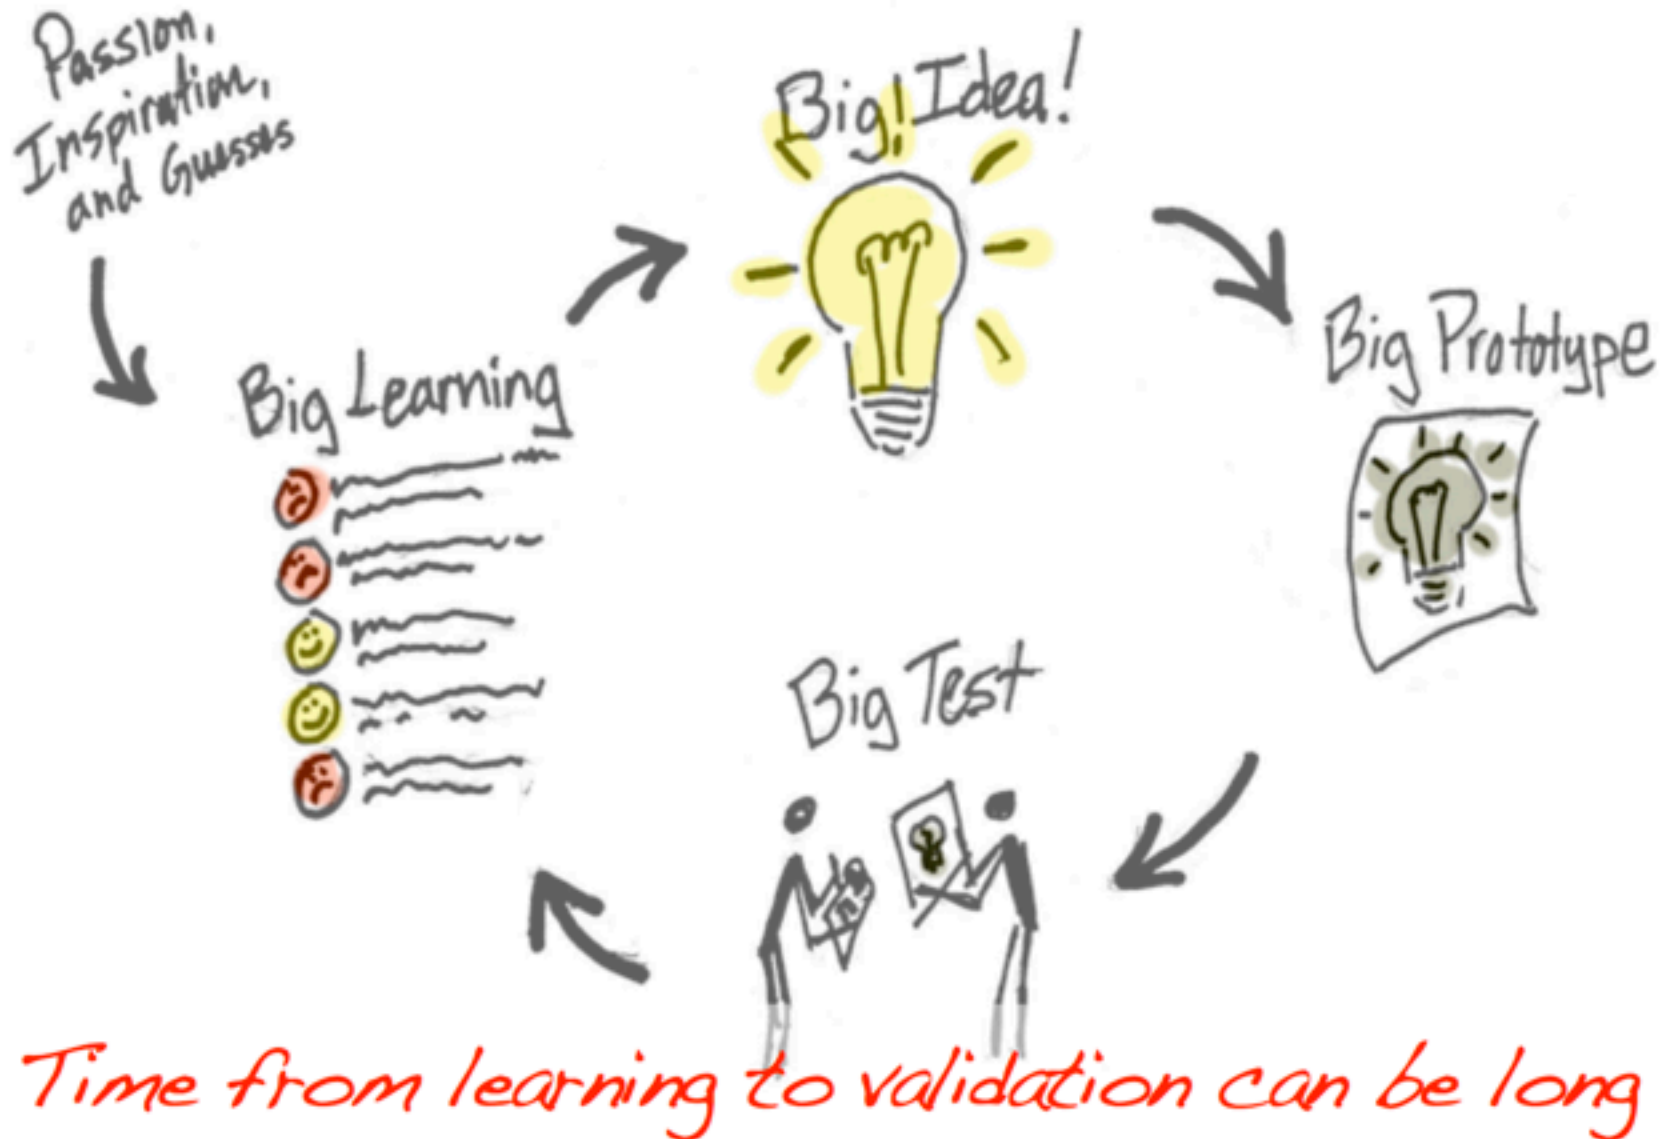 Passion,
Inspiration,
and Guesses
Big! Idea!
Big Prototype
Big Learning
Big Test
Time from learning to validation can be long